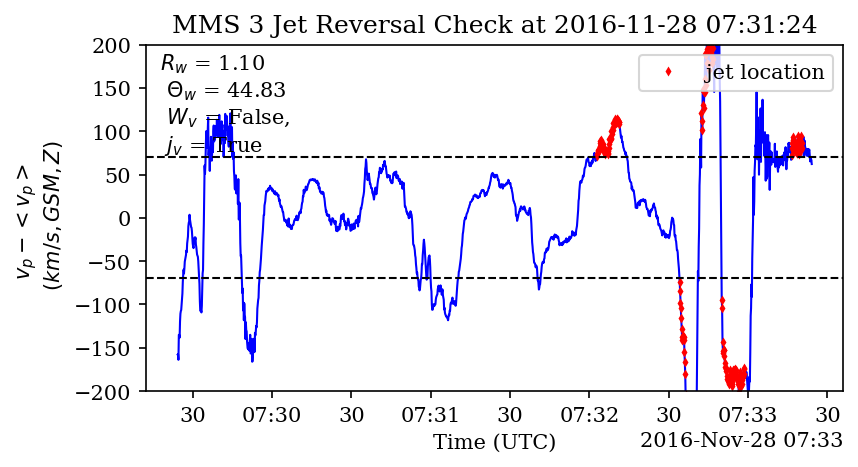 MMS 3 Jet Reversal Check at 2016-11-28 07:31:24
R_w = 1.10
Θ_w = 44.83
W_v = False,
j_v = True
jet location
v_p − < v_p >
(km/s, GSM, Z)
200
150
100
50
0
−50
−100
−150
−200
30 07:30 30 07:31 30 07:32 30 07:33 30
Time (UTC)
2016-Nov-28 07:33